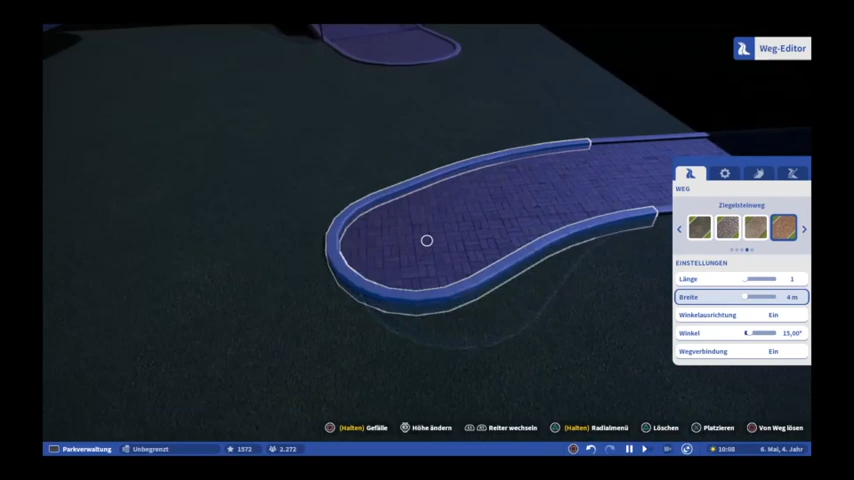 Weg-Editor
WEG
Ziegelsteinweg
EINSTELLUNGEN
Länge 1
Breite 4 m
Winkelausrichtung Ein
Winkel 15,00°
Wegverbindung Ein
(Halten) Gefälle Höhe ändern Reiter wechseln (Halten) Radialmenü Löschen Platzieren Von Weg lösen
Parkverwaltung Unbegrenzt 1572 2.272 10:08 6. Mai, 4. Jahr